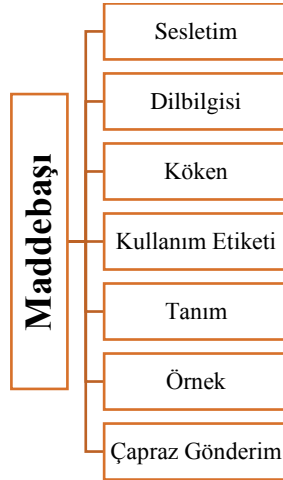 Maddebaşı
Sesletim
Dilbilgisi
Köken
Kullanım Etiketi
Tanım
Örnek
Çapraz Gönderim